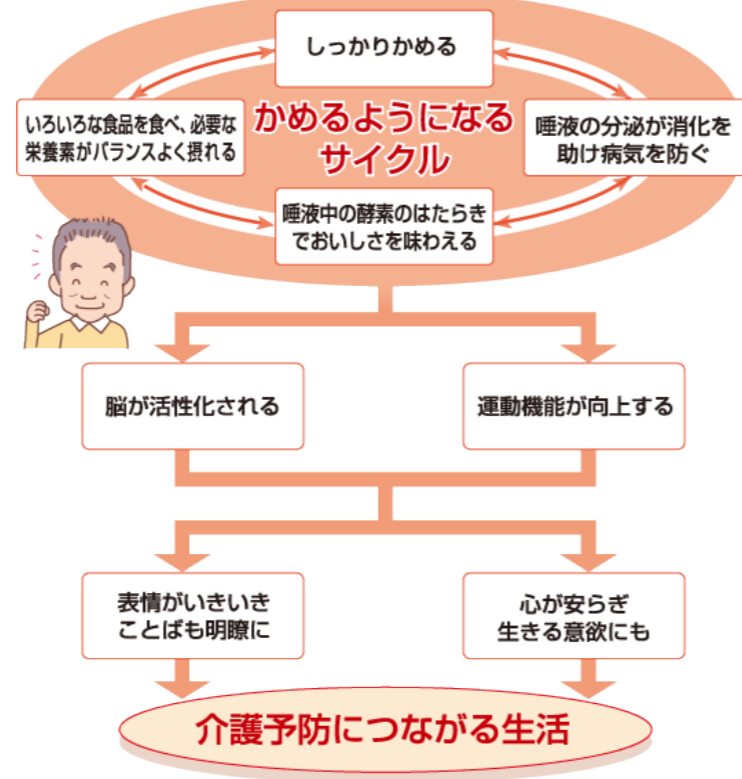 しっかりかめる
いろいろな食品を食べ、必要な
栄養素がバランスよく摂れる
かめるようになる
サイクル
唾液の分泌が消化を
助け病気を防ぐ
唾液中の酵素のはたらき
でおいしさを味わえる
脳が活性化される
運動機能が向上する
表情がいきいき
ことばも明瞭に
心が安らぎ
生きる意欲にも
介護予防につながる生活